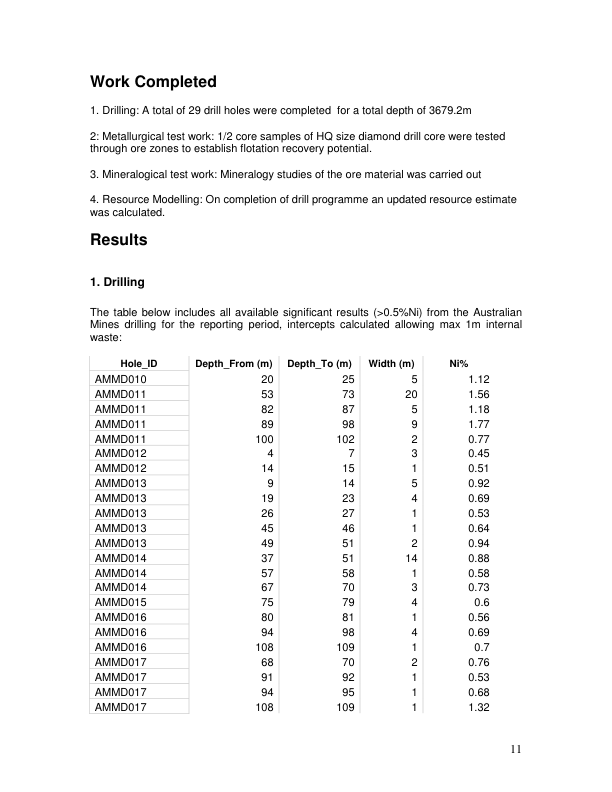 Work Completed
1. Drilling: A total of 29 drill holes were completed  for a total depth of 3679.2m
2: Metallurgical test work: 1/2 core samples of HQ size diamond drill core were tested
through ore zones to establish flotation recovery potential.
3. Mineralogical test work: Mineralogy studies of the ore material was carried out
4. Resource Modelling: On completion of drill programme an updated resource estimate
was calculated.
Results
1. Drilling
The table below includes all available significant results (>0.5%Ni) from the Australian
Mines drilling for the reporting period, intercepts calculated allowing max 1m internal
waste:
Hole_ID Depth_From (m) Depth_To (m) Width (m) Ni%
AMMD010 20 25 5 1.12
AMMD011 53 73 20 1.56
AMMD011 82 87 5 1.18
AMMD011 89 98 9 1.77
AMMD011 100 102 2 0.77
AMMD012 4 7 3 0.45
AMMD012 14 15 1 0.51
AMMD013 9 14 5 0.92
AMMD013 19 23 4 0.69
AMMD013 26 27 1 0.53
AMMD013 45 46 1 0.64
AMMD013 49 51 2 0.94
AMMD014 37 51 14 0.88
AMMD014 57 58 1 0.58
AMMD014 67 70 3 0.73
AMMD015 75 79 4 0.6
AMMD016 80 81 1 0.56
AMMD016 94 98 4 0.69
AMMD016 108 109 1 0.7
AMMD017 68 70 2 0.76
AMMD017 91 92 1 0.53
AMMD017 94 95 1 0.68
AMMD017 108 109 1 1.32
11